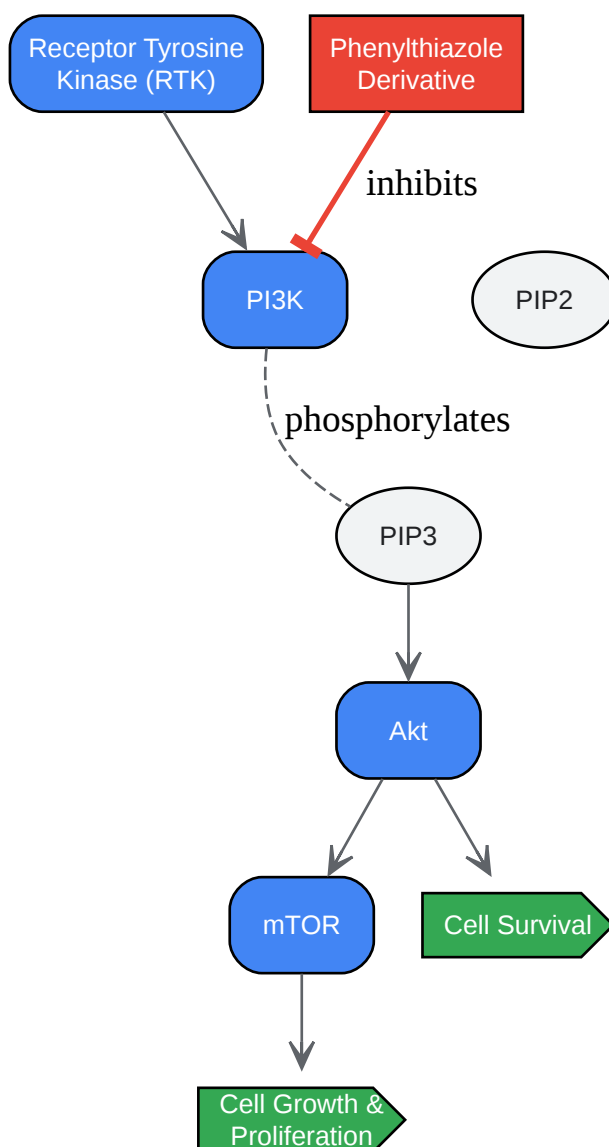 Receptor Tyrosine
Kinase (RTK)
Phenylthiazole
Derivative
inhibits
PI3K
PIP2
phosphorylates
PIP3
Akt
mTOR
Cell Survival
Cell Growth &
Proliferation